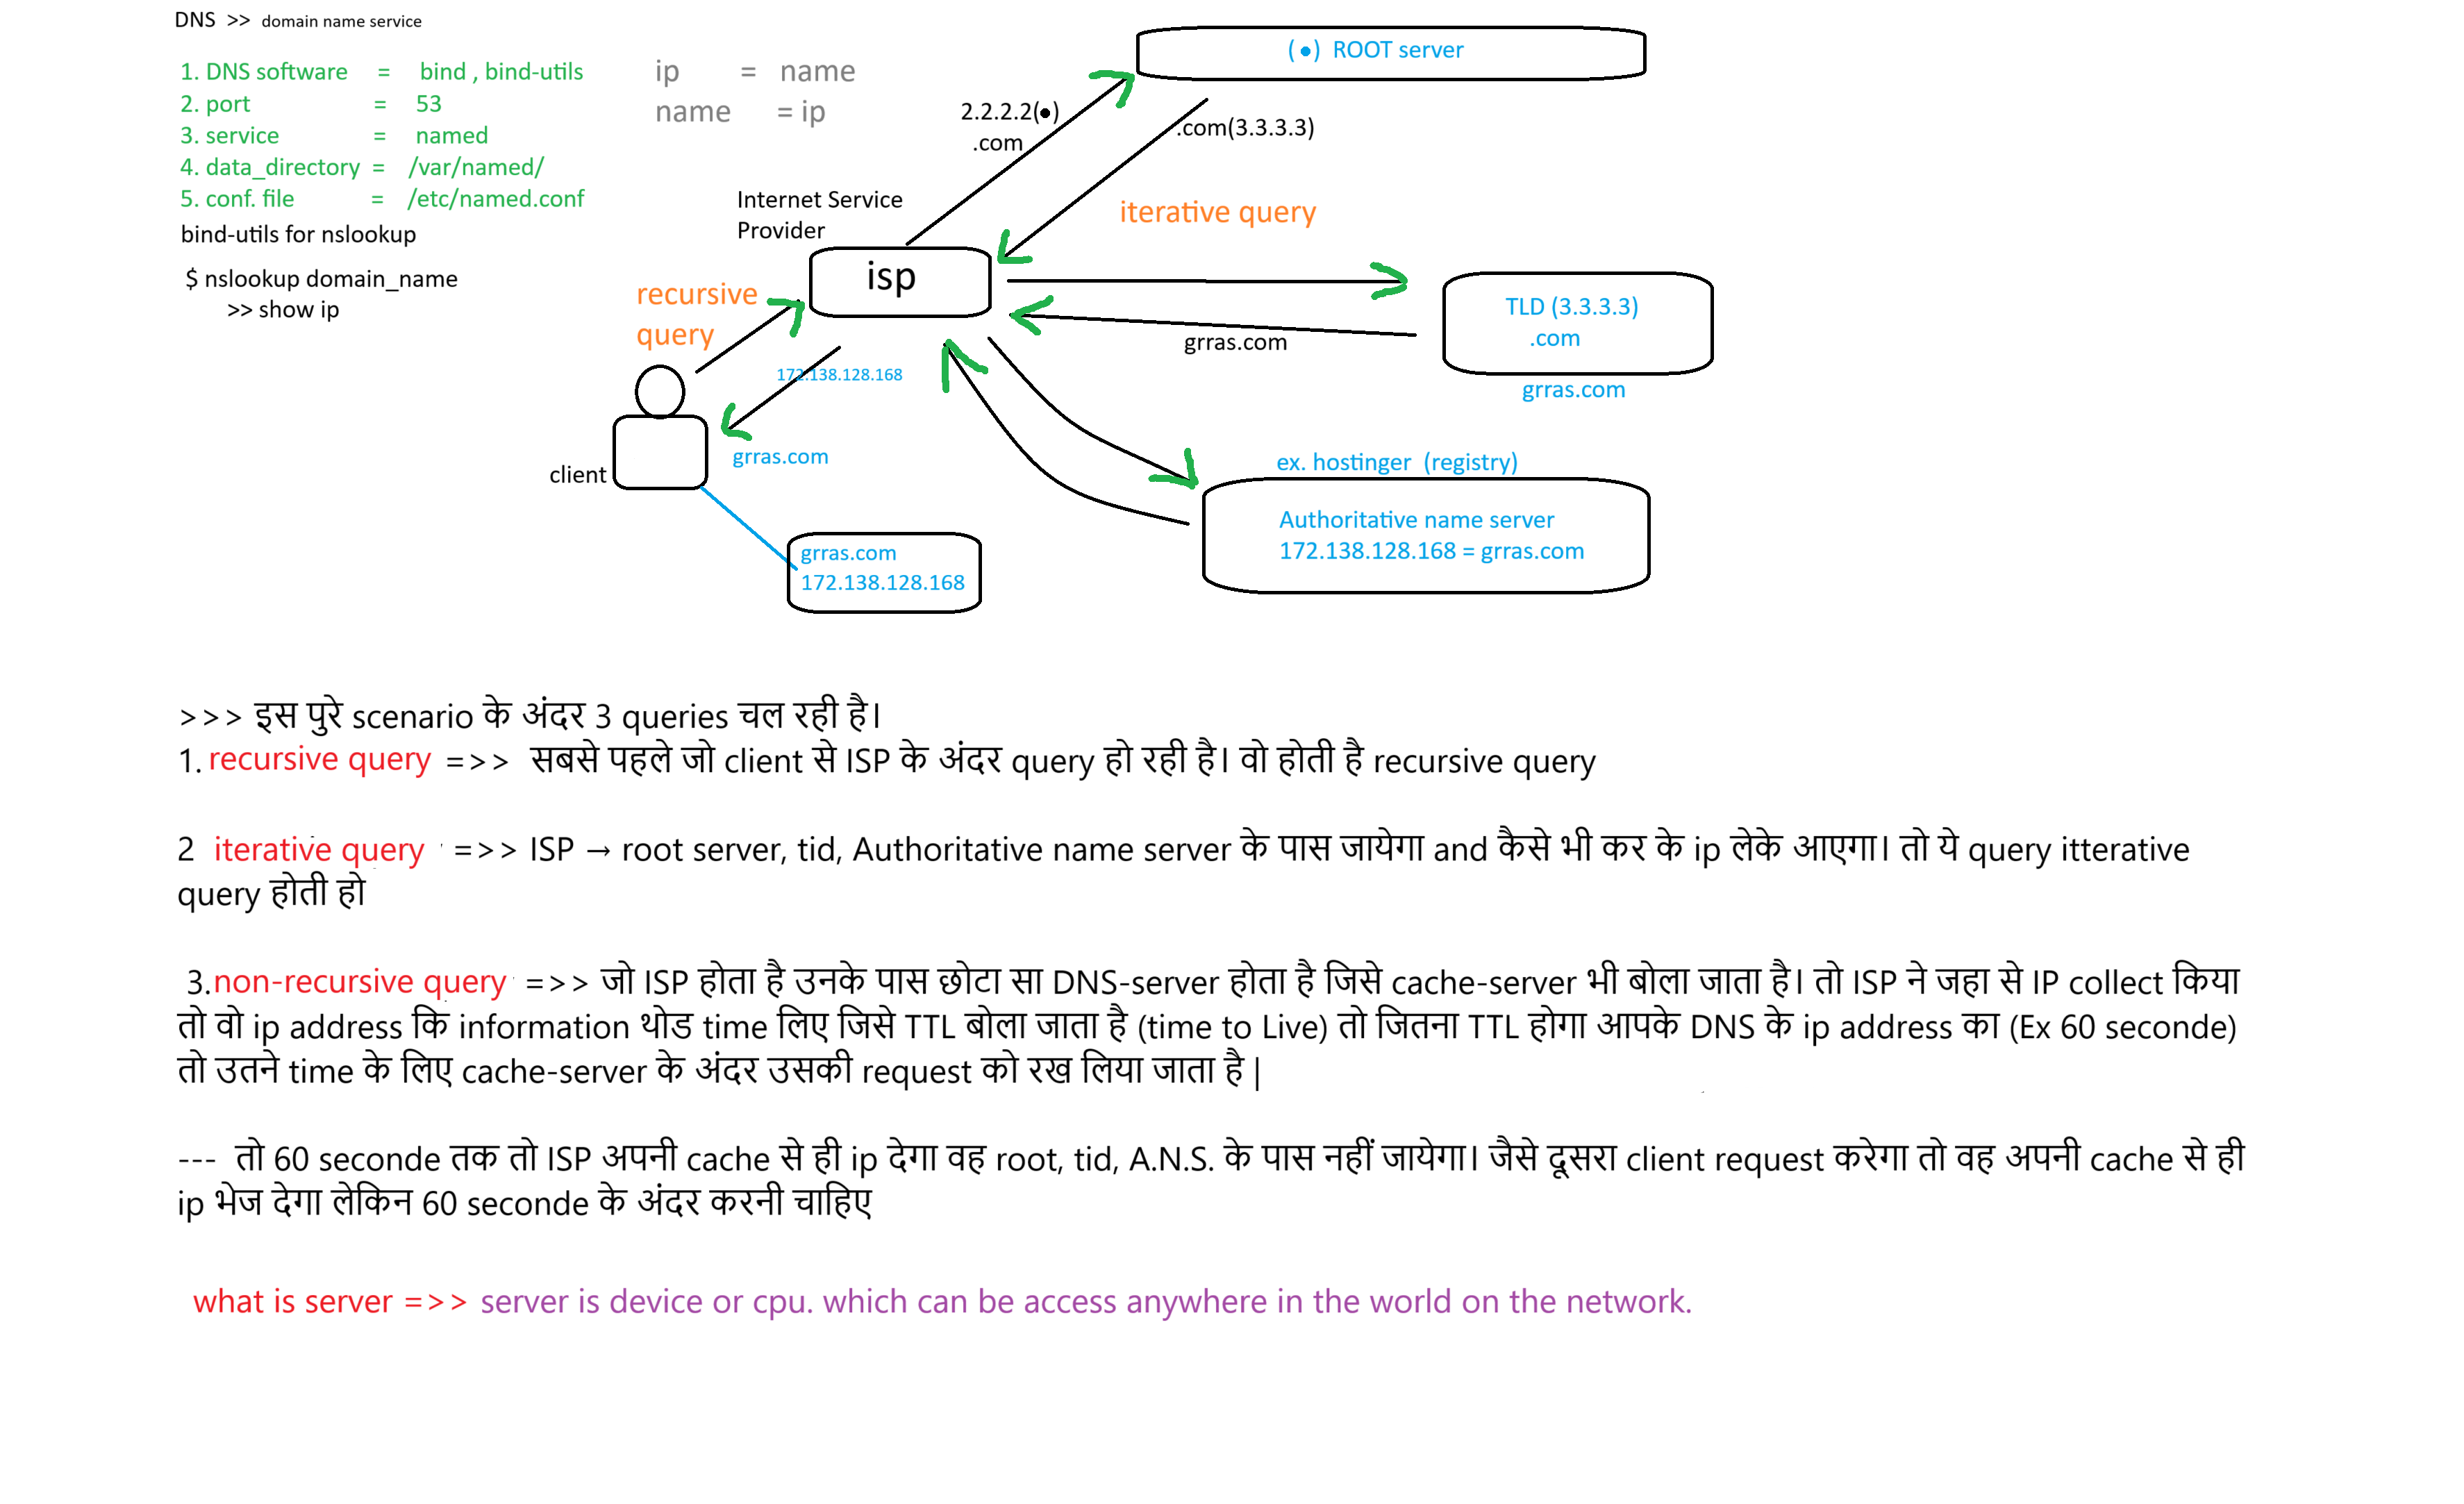 DNS >> domain name service
1. DNS software = bind , bind-utils
2. port = 53
3. service = named
4. data_directory = /var/named/
5. conf. file = /etc/named.conf
bind-utils for nslookup
$ nslookup domain_name
>> show ip
ip = name
name = ip
(•) ROOT server
2.2.2.2(•)
.com
.com(3.3.3.3)
Internet Service
Provider
iterative query
isp
recursive
query
TLD (3.3.3.3)
.com
grras.com
grras.com
172.138.128.168
grras.com
client
ex. hostinger (registry)
Authoritative name server
172.138.128.168 = grras.com
grras.com
172.138.128.168
>>> इस पुरे scenario के अंदर 3 queries चल रही है।
1. recursive query =>> सबसे पहले जो client से ISP के अंदर query हो रही है। वो होती है recursive query
2 iterative query =>> ISP → root server, tid, Authoritative name server के पास जायेगा and कैसे भी कर के ip लेके आएगा। तो ये query itterative
query होती हो
3.non-recursive query =>> जो ISP होता है उनके पास छोटा सा DNS-server होता है जिसे cache-server भी बोला जाता है। तो ISP ने जहा से IP collect किया
तो वो ip address कि information थोड time लिए जिसे TTL बोला जाता है (time to Live) तो जितना TTL होगा आपके DNS के ip address का (Ex 60 seconde)
तो उतने time के लिए cache-server के अंदर उसकी request को रख लिया जाता है |
--- तो 60 seconde तक तो ISP अपनी cache से ही ip देगा वह root, tid, A.N.S. के पास नहीं जायेगा। जैसे दूसरा client request करेगा तो वह अपनी cache से ही
ip भेज देगा लेकिन 60 seconde के अंदर करनी चाहिए
what is server =>> server is device or cpu. which can be access anywhere in the world on the network.